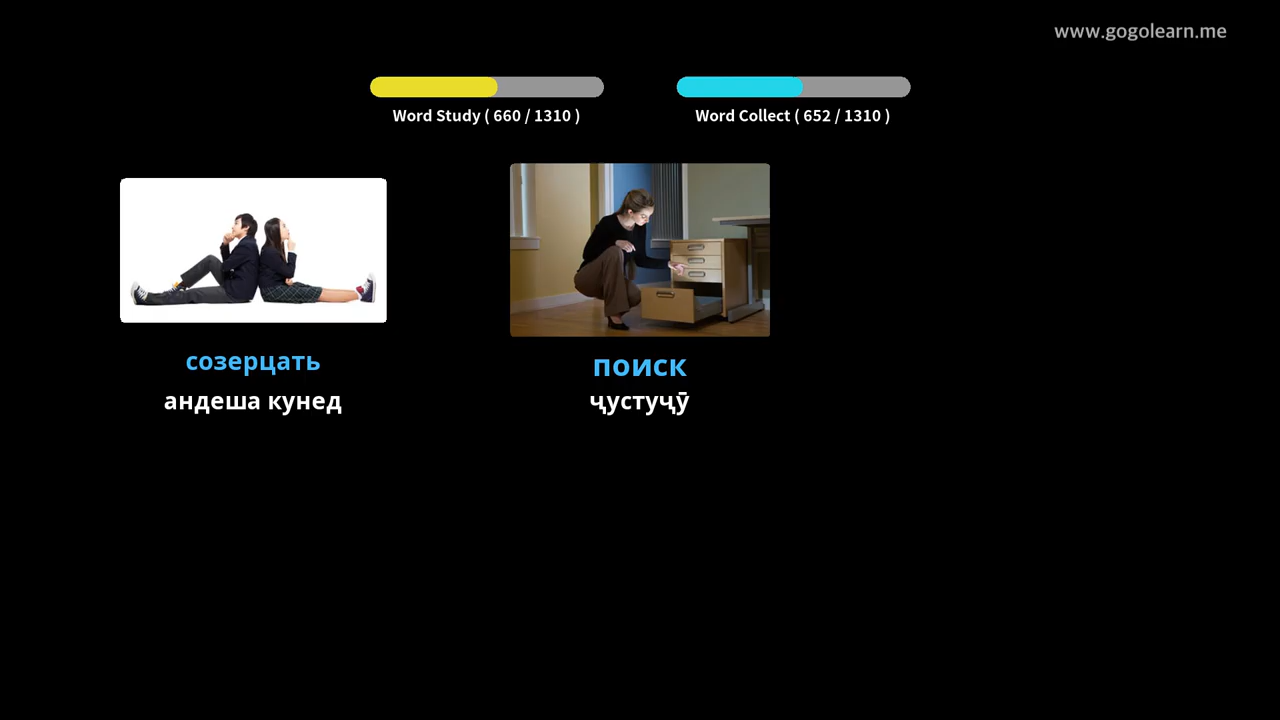 www.gogolearn.me
Word Study ( 660 / 1310 )
Word Collect ( 652 / 1310 )
созерцать
андеша кунед
поиск
ҷустуҷӯ